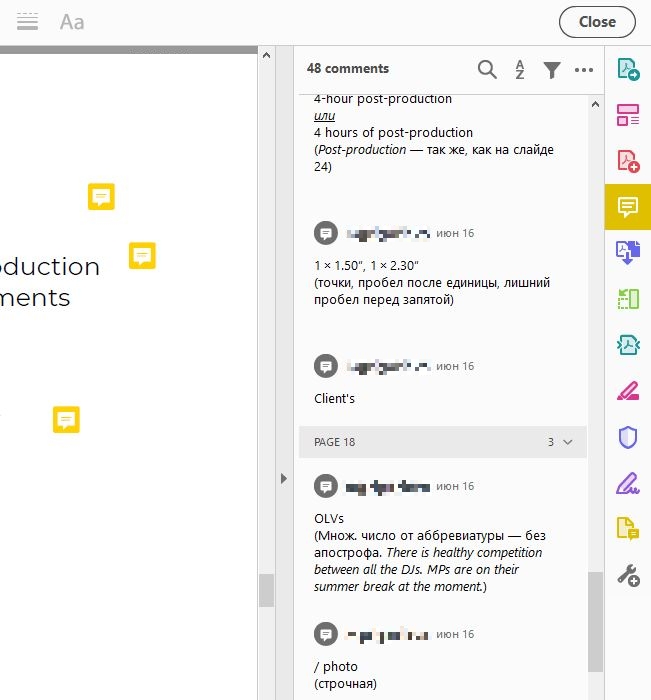 Aa
Close
48 comments
A
Z
4-hour post-production
или
4 hours of post-production
(Post-production — так же, как на слайде
24)
июн 16
oduction
ments
1 × 1.50”, 1 × 2.30”
(точки, пробел после единицы, лишний
пробел перед запятой)
июн 16
Client's
PAGE 18
3
июн 16
OLVs
(Множ. число от аббревиатуры — без
апострофа. There is healthy competition
between all the DJs. MPs are on their
summer break at the moment.)
июн 16
/ photo
(строчная)